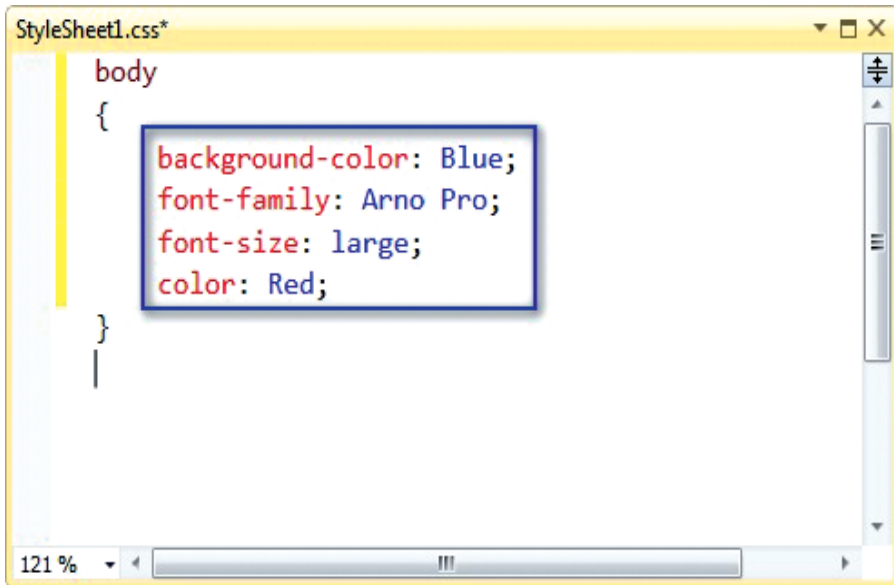 StyleSheet1.css*
body
{
background-color: Blue;
font-family: Arno Pro;
font-size: large;
color: Red;
}
121 %